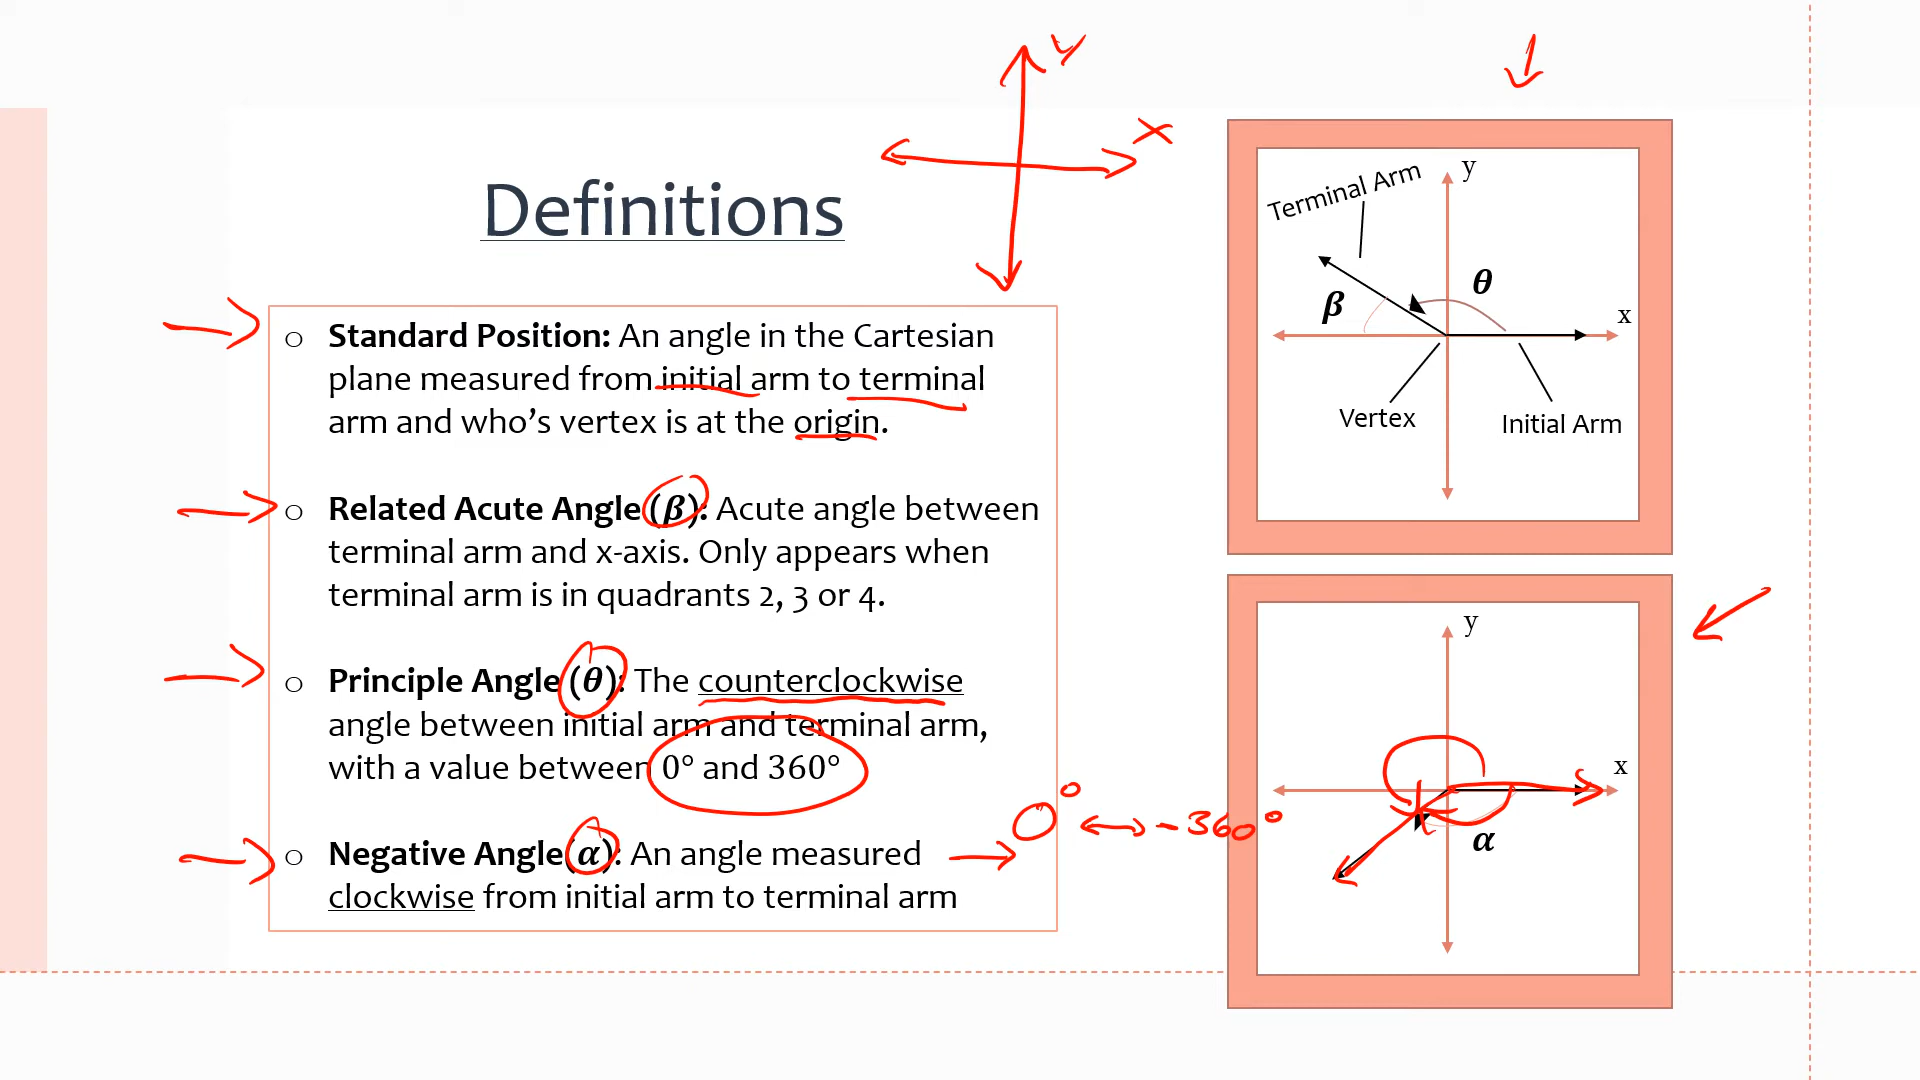 Definitions
y
x
o Standard Position: An angle in the Cartesian
plane measured from initial arm to terminal
arm and who's vertex is at the origin.
o Related Acute Angle (β): Acute angle between
terminal arm and x-axis. Only appears when
terminal arm is in quadrants 2, 3 or 4.
o Principle Angle (θ): The counterclockwise
angle between initial arm and terminal arm,
with a value between 0° and 360°
o Negative Angle (α): An angle measured
clockwise from initial arm to terminal arm
0° ↔ -360°
y
Terminal Arm
θ
β
x
Vertex
Initial Arm
y
x
α